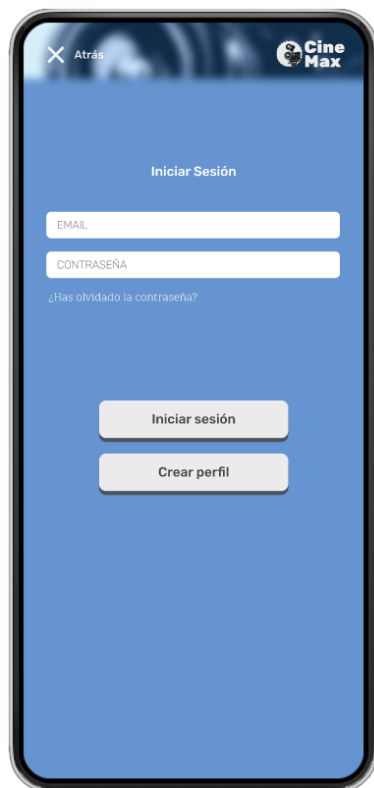 Atrás
Cine
Max
Iniciar Sesión
EMAIL
CONTRASEÑA
¿Has olvidado la contraseña?
Iniciar sesión
Crear perfil